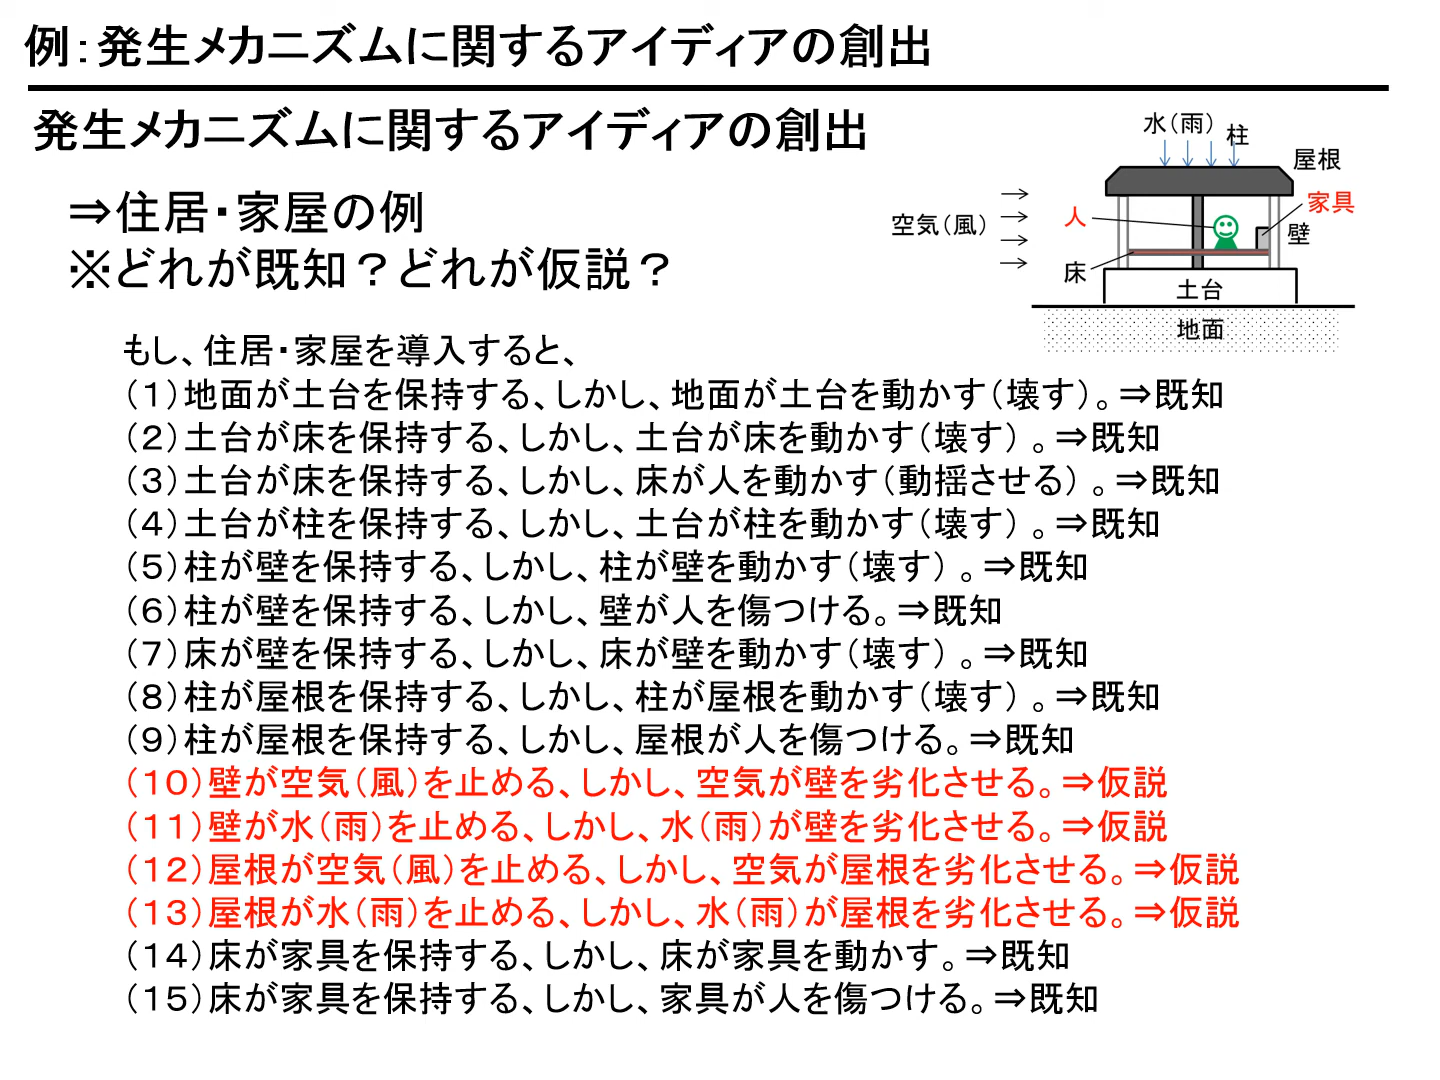 例：発生メカニズムに関するアイディアの創出
発生メカニズムに関するアイディアの創出
⇒住居・家屋の例
※どれが既知？どれが仮説？
水（雨）
柱
屋根
家具
空気（風）
人
壁
床
土台
地面
もし、住居・家屋を導入すると、
（１）地面が土台を保持する、しかし、地面が土台を動かす（壊す）。⇒既知
（２）土台が床を保持する、しかし、土台が床を動かす（壊す）。⇒既知
（３）土台が床を保持する、しかし、床が人を動かす（動揺させる）。⇒既知
（４）土台が柱を保持する、しかし、土台が柱を動かす（壊す）。⇒既知
（５）柱が壁を保持する、しかし、柱が壁を動かす（壊す）。⇒既知
（６）柱が壁を保持する、しかし、壁が人を傷つける。⇒既知
（７）床が壁を保持する、しかし、床が壁を動かす（壊す）。⇒既知
（８）柱が屋根を保持する、しかし、柱が屋根を動かす（壊す）。⇒既知
（９）柱が屋根を保持する、しかし、屋根が人を傷つける。⇒既知
（１０）壁が空気（風）を止める、しかし、空気が壁を劣化させる。⇒仮説
（１１）壁が水（雨）を止める、しかし、水（雨）が壁を劣化させる。⇒仮説
（１２）屋根が空気（風）を止める、しかし、空気が屋根を劣化させる。⇒仮説
（１３）屋根が水（雨）を止める、しかし、水（雨）が屋根を劣化させる。⇒仮説
（１４）床が家具を保持する、しかし、床が家具を動かす。⇒既知
（１５）床が家具を保持する、しかし、家具が人を傷つける。⇒既知